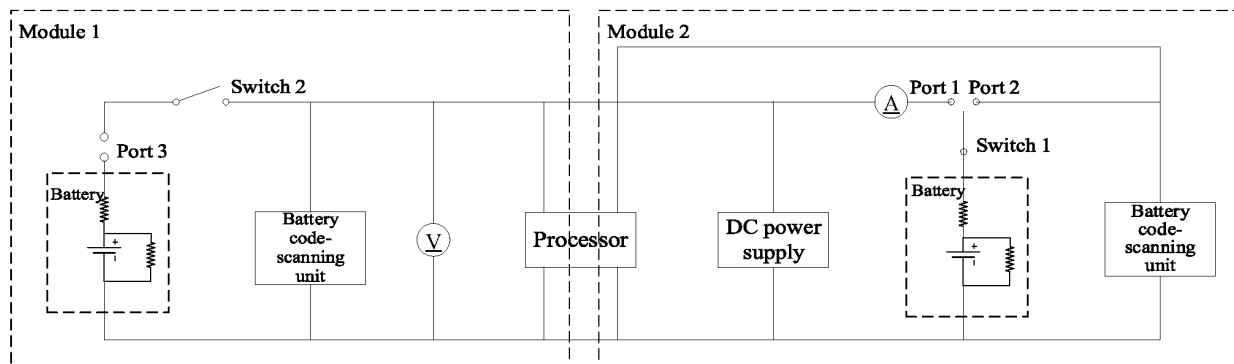 Module 1
Module 2
Switch 2
A
Port 1
Port 2
Port 3
Switch 1
Battery
Battery
code-
scanning
unit
V
Processor
DC power
supply
Battery
Battery
code-
scanning
unit
+
+